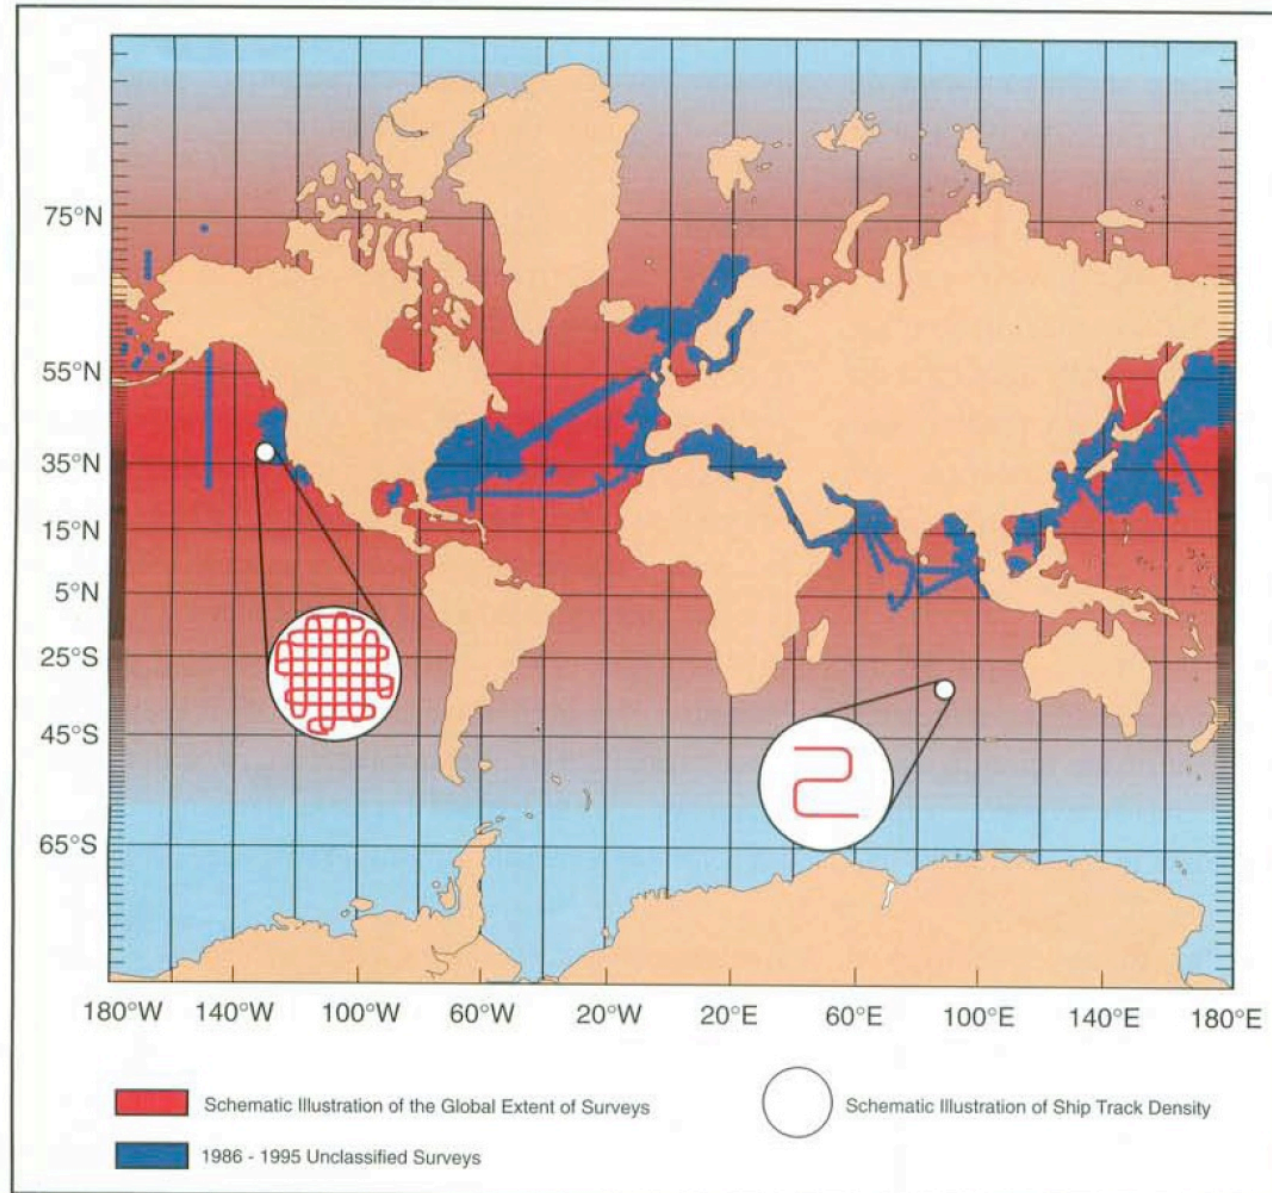 75°N
55°N
35°N
15°N
5°N
25°S
45°S
65°S
180°W 140°W 100°W 60°W 20°W 20°E 60°E 100°E 140°E 180°E
Schematic Illustration of the Global Extent of Surveys
Schematic Illustration of Ship Track Density
1986 - 1995 Unclassified Surveys